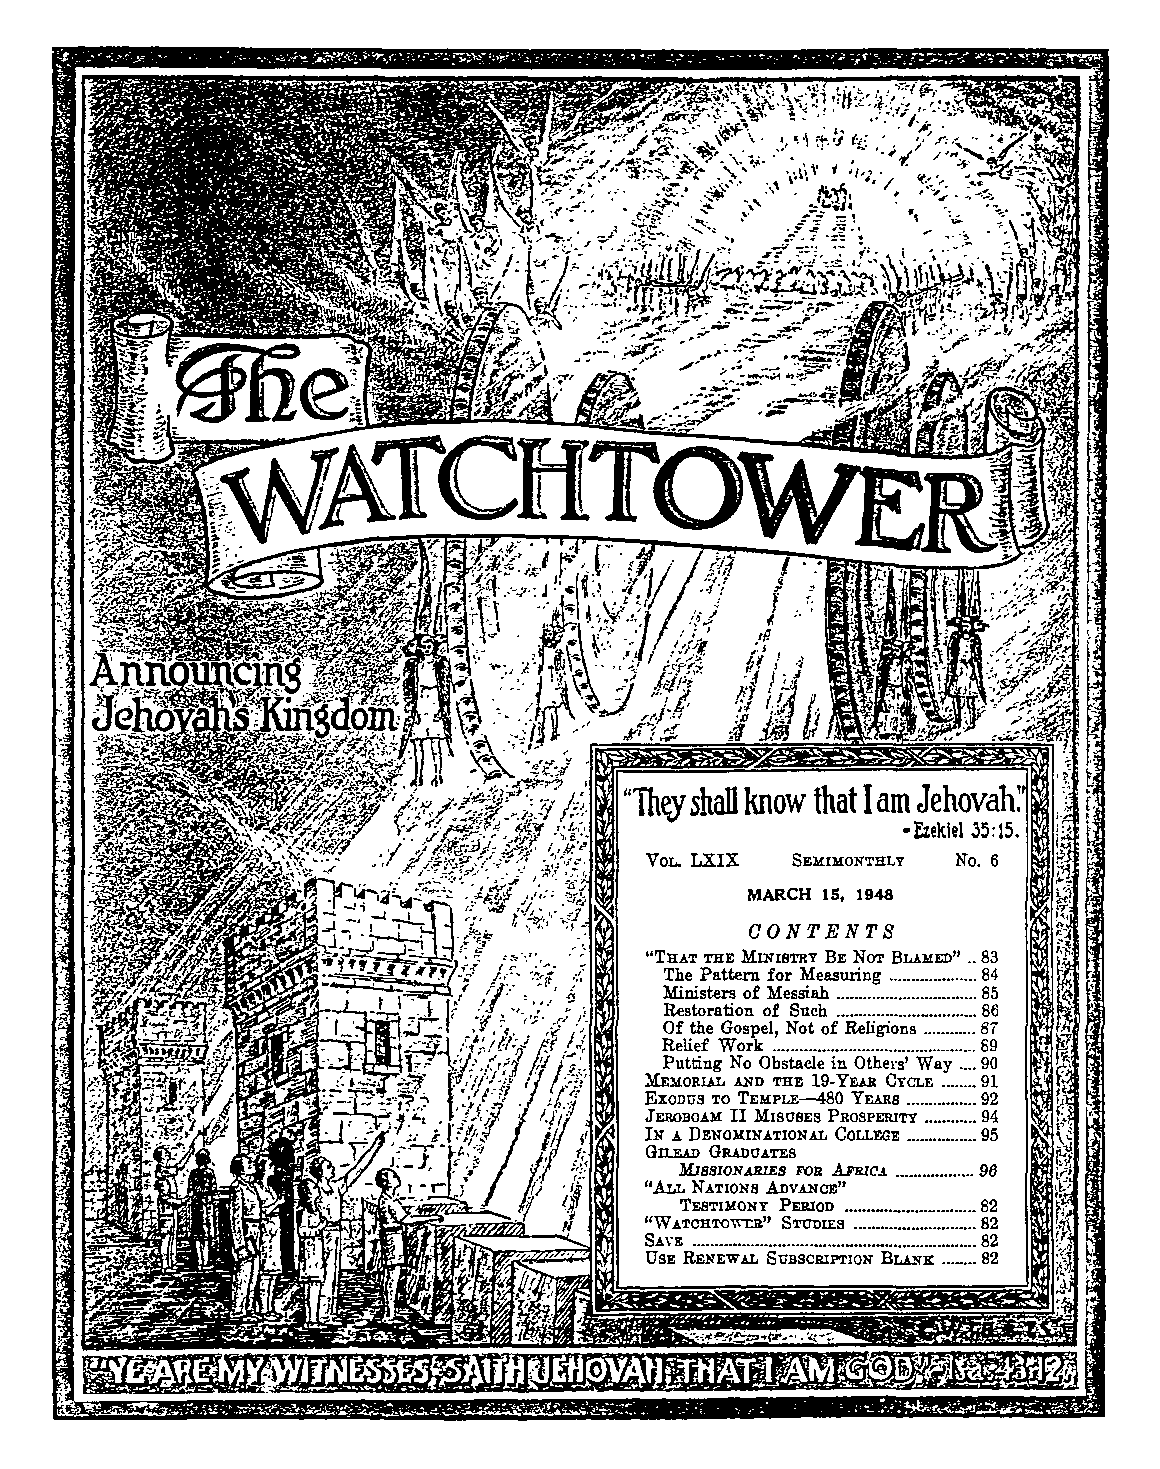 The
WATCHTOWER
Announcing
Jehovah's Kingdom
"They shall know that I am Jehovah."
-Ezekiel 35:15.
VOL. LXIX SEMIMONTHLY No. 6
MARCH 15, 1948
CONTENTS
"THAT THE MINISTRY BE NOT BLAMED" .. 83
The Pattern for Measuring .................. 84
Ministers of Messiah ............................. 85
Restoration of Such .............................. 86
Of the Gospel, Not of Religions ........... 87
Relief Work .......................................... 89
Putting No Obstacle in Others' Way .... 90
MEMORIAL AND THE 19-YEAR CYCLE ........ 91
EXODUS TO TEMPLE—480 YEARS .............. 92
JEROBOAM II MISUSES PROSPERITY ........... 94
IN A DENOMINATIONAL COLLEGE .............. 95
GILEAD GRADUATES
MISSIONARIES FOR AFRICA ................. 96
"ALL NATIONS ADVANCE"
TESTIMONY PERIOD ............................ 82
"WATCHTOWER" STUDIES .......................... 82
SAVE ........................................................... 82
USE RENEWAL SUBSCRIPTION BLANK ........ 82
"YE ARE MY WITNESSES, SAITH JEHOVAH, THAT I AM GOD."-Isa. 43:12.